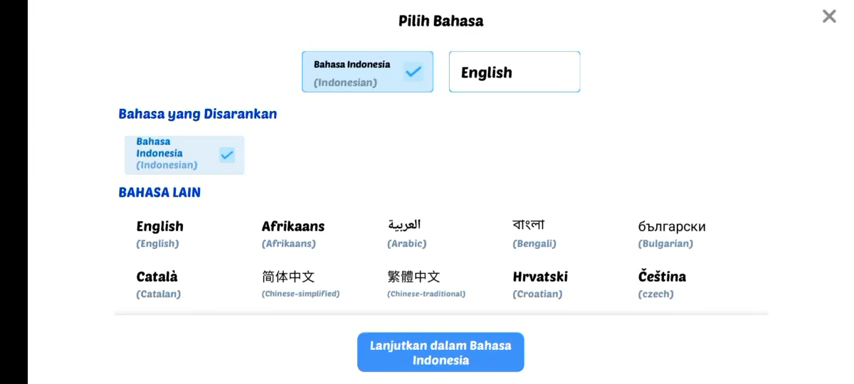 Pilih Bahasa
Bahasa Indonesia
(Indonesian)
English
Bahasa yang Disarankan
Bahasa
Indonesia
(Indonesian)
BAHASA LAIN
English Afrikaans العربية বাংলা български
(English) (Afrikaans) (Arabic) (Bengali) (Bulgarian)
Català 简体中文 繁體中文 Hrvatski Čeština
(Catalan) (Chinese-simplified) (Chinese-traditional) (Croatian) (czech)
Lanjutkan dalam Bahasa
Indonesia